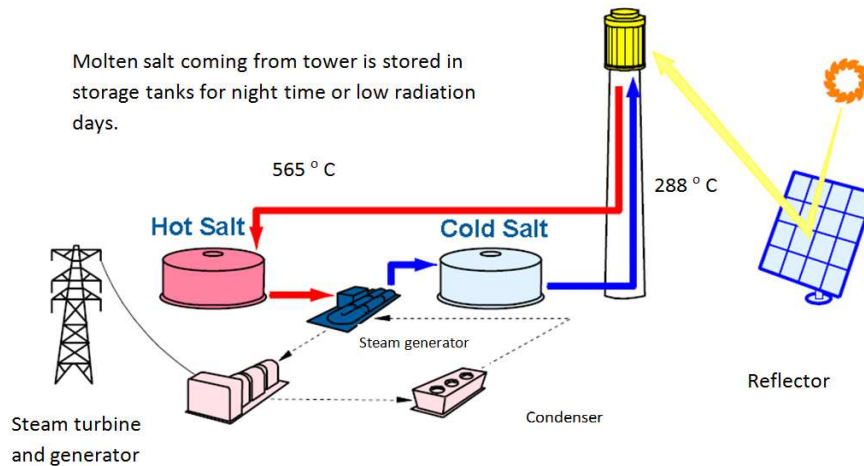 Molten salt coming from tower is stored in
storage tanks for night time or low radiation
days.
565 ° C
288 ° C
Hot Salt
Cold Salt
Steam generator
Reflector
Condenser
Steam turbine
and generator